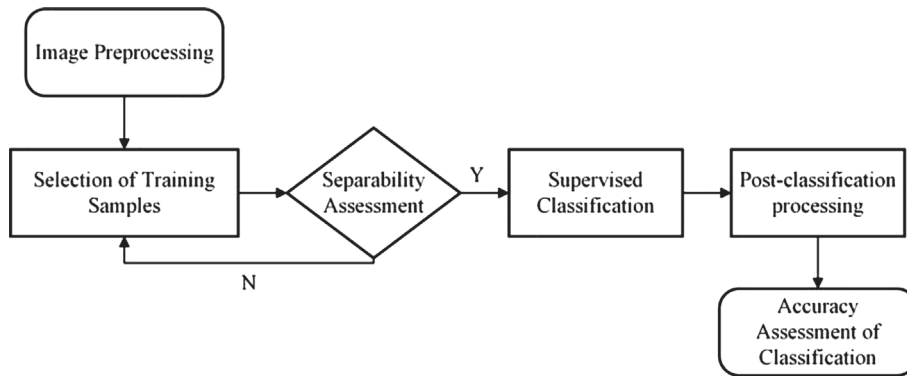 Image Preprocessing
Selection of Training
Samples
Separability
Assessment
Y
N
Supervised
Classification
Post-classification
processing
Accuracy
Assessment of
Classification